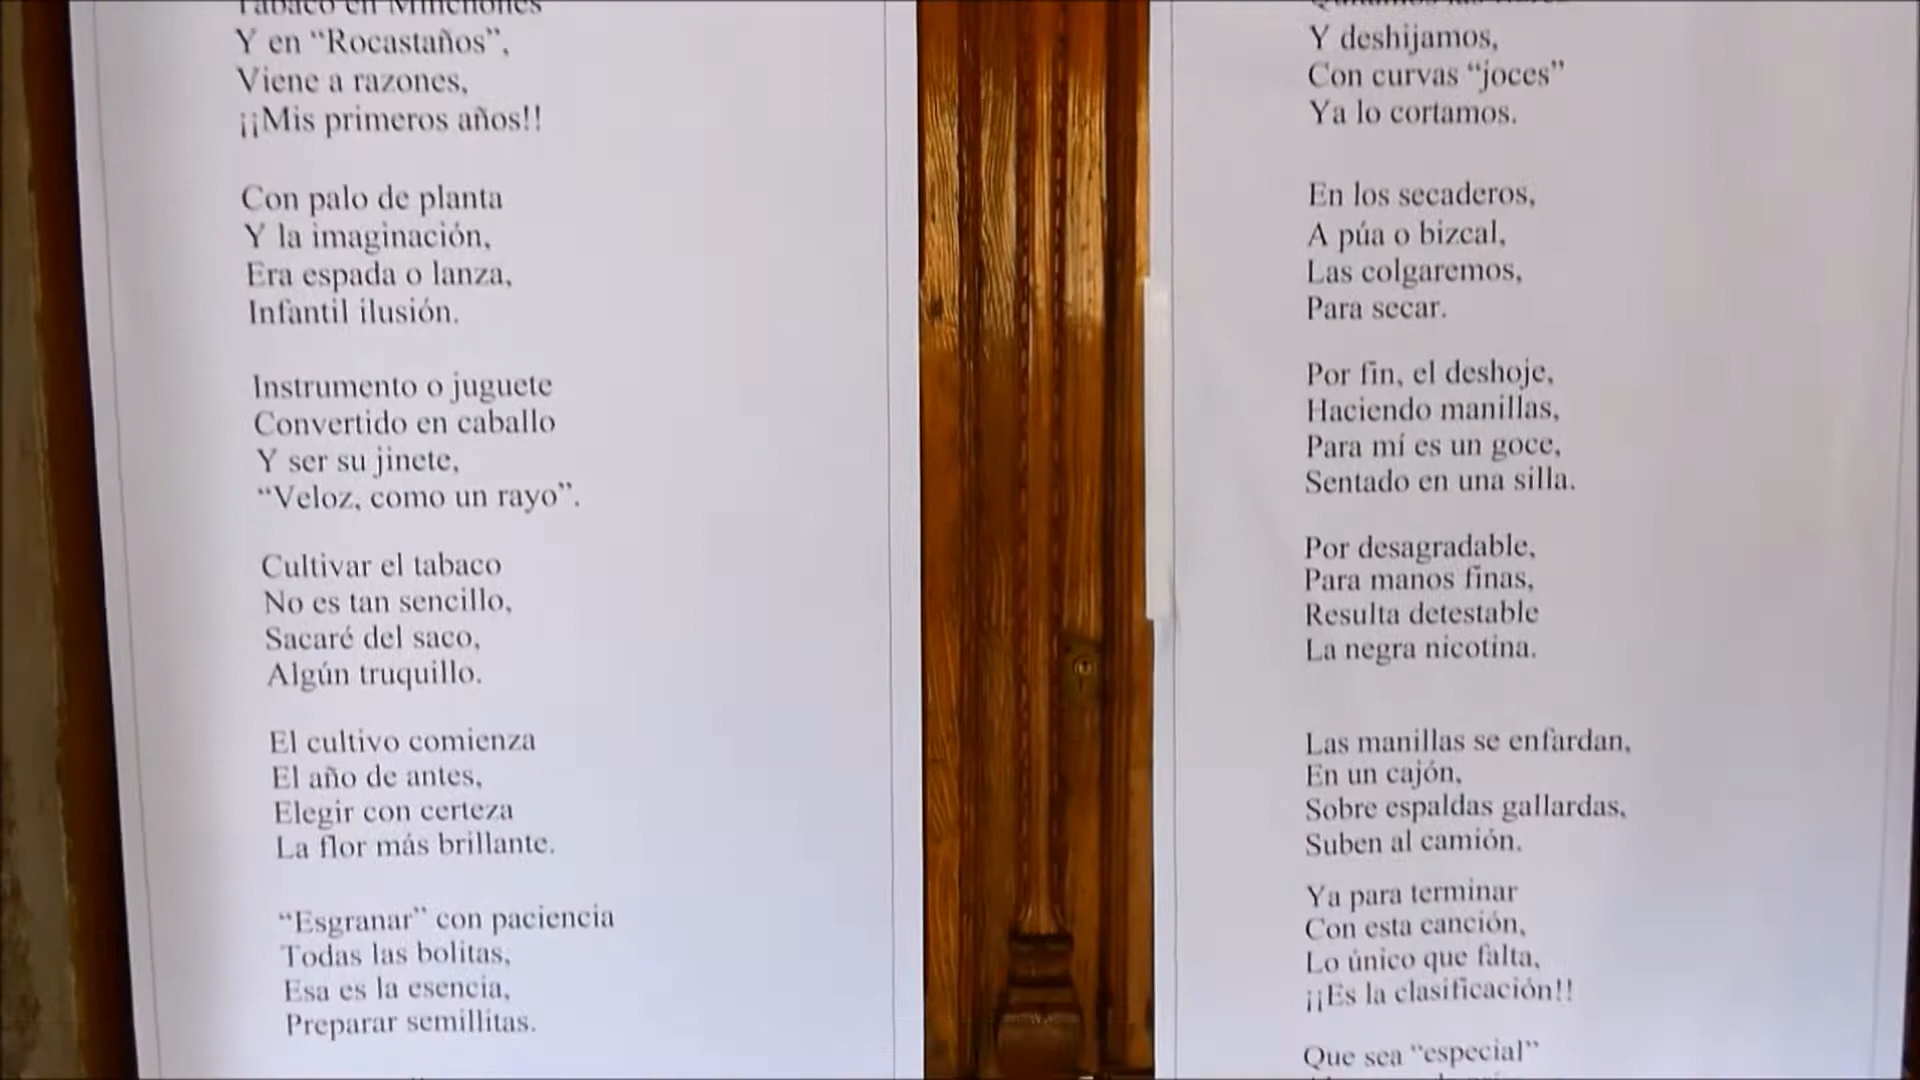 Tabaco en Minchones
Y en “Rocastaños”,
Viene a razones,
¡¡Mis primeros años!!
Con palo de planta
Y la imaginación,
Era espada o lanza,
Infantil ilusión.
Instrumento o juguete
Convertido en caballo
Y ser su jinete,
“Veloz, como un rayo”.
Cultivar el tabaco
No es tan sencillo,
Sacaré del saco,
Algún truquillo.
El cultivo comienza
El año de antes,
Elegir con certeza
La flor más brillante.
“Esgranar” con paciencia
Todas las bolitas,
Esa es la esencia,
Preparar semillitas.
Y deshijamos,
Con curvas “joces”
Ya lo cortamos.
En los secaderos,
A púa o bizcal,
Las colgaremos,
Para secar.
Por fin, el deshoje,
Haciendo manillas,
Para mí es un goce,
Sentado en una silla.
Por desagradable,
Para manos finas,
Resulta detestable
La negra nicotina.
Las manillas se enfardan,
En un cajón,
Sobre espaldas gallardas,
Suben al camión.
Ya para terminar
Con esta canción,
Lo único que falta,
¡¡Es la clasificación!!
Que sea “especial”